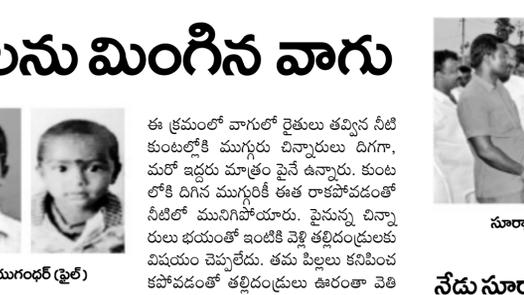 లను మింగిన వాగు
ఈ క్రమంలో వాగులో రైతులు తవ్విన నీటి
కుంటల్లోకి ముగ్గురు చిన్నారులు దిగగా,
మరో ఇద్దరు మాత్రం పైనే ఉన్నారు. కుంట
లోకి దిగిన ముగ్గురికీ ఈత రాకపోవడంతో
నీటిలో మునిగిపోయారు. పైనున్న చిన్నా
రులు భయంతో ఇంటికి వెళ్లి తల్లిదండ్రులకు
విషయం చెప్పలేదు. తమ పిల్లలు కనిపించ
కపోవడంతో తల్లిదండ్రులు ఊరంతా వెతి
యుగంధర్ (ఫైల్)
సూర్యా
నేడు సూర్య